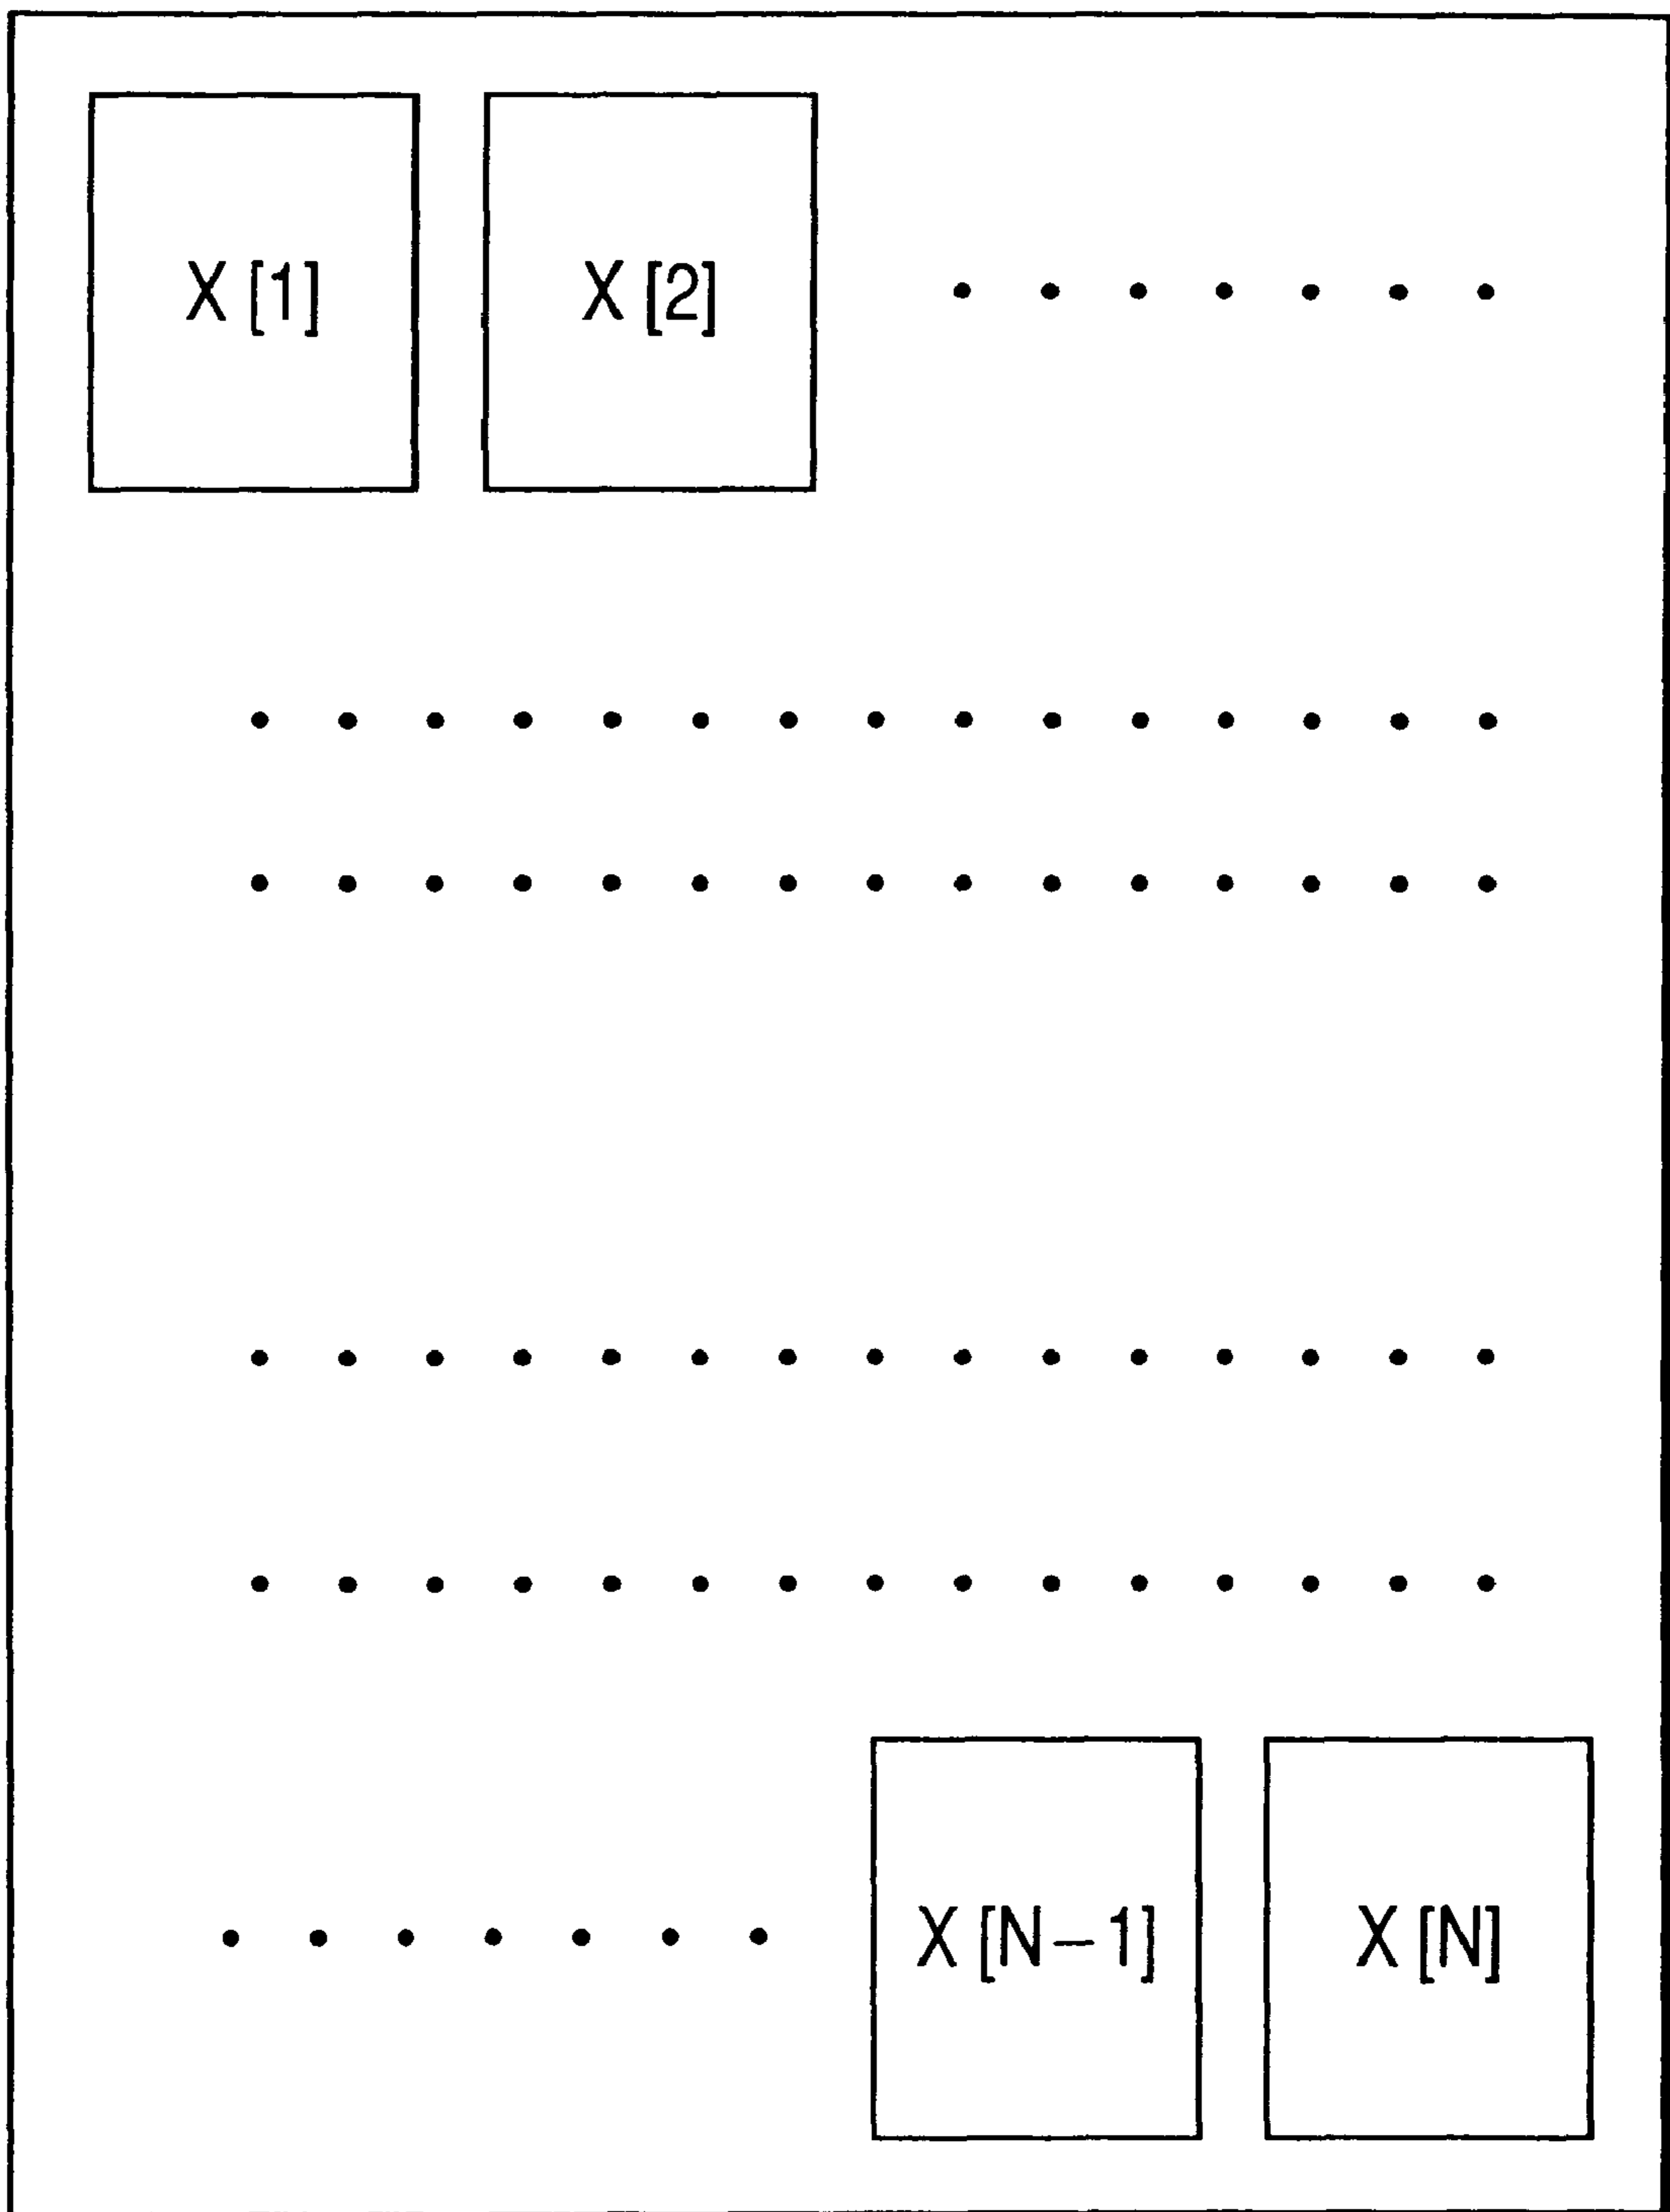 X [1] X [2] . . . . . . .
. . . . . . . . . . . . . . .
. . . . . . . . . . . . . . .
. . . . . . . . . . . . . . .
. . . . . . . . . . . . . . .
. . . . . . . X [N−1] X [N]